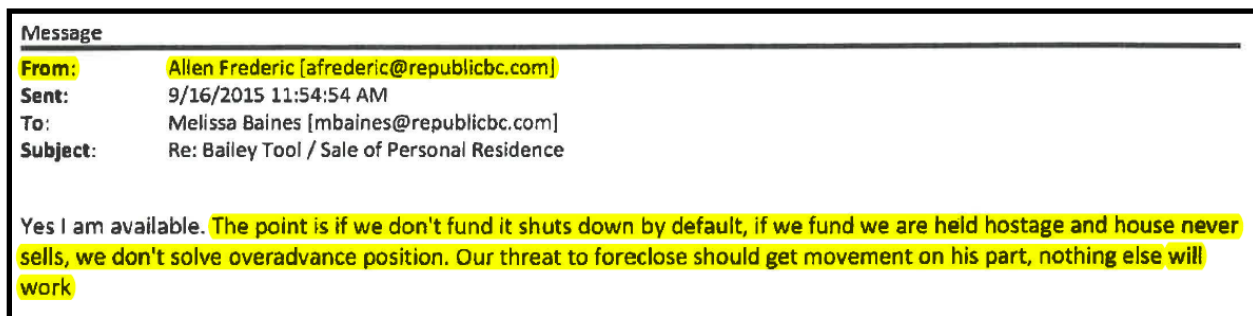 Message
From: Allen Frederic [afrederic@republicbc.com]
Sent: 9/16/2015 11:54:54 AM
To: Melissa Baines [mbaines@republicbc.com]
Subject: Re: Bailey Tool / Sale of Personal Residence
Yes I am available. The point is if we don't fund it shuts down by default, if we fund we are held hostage and house never
sells, we don't solve overadvance position. Our threat to foreclose should get movement on his part, nothing else will
work